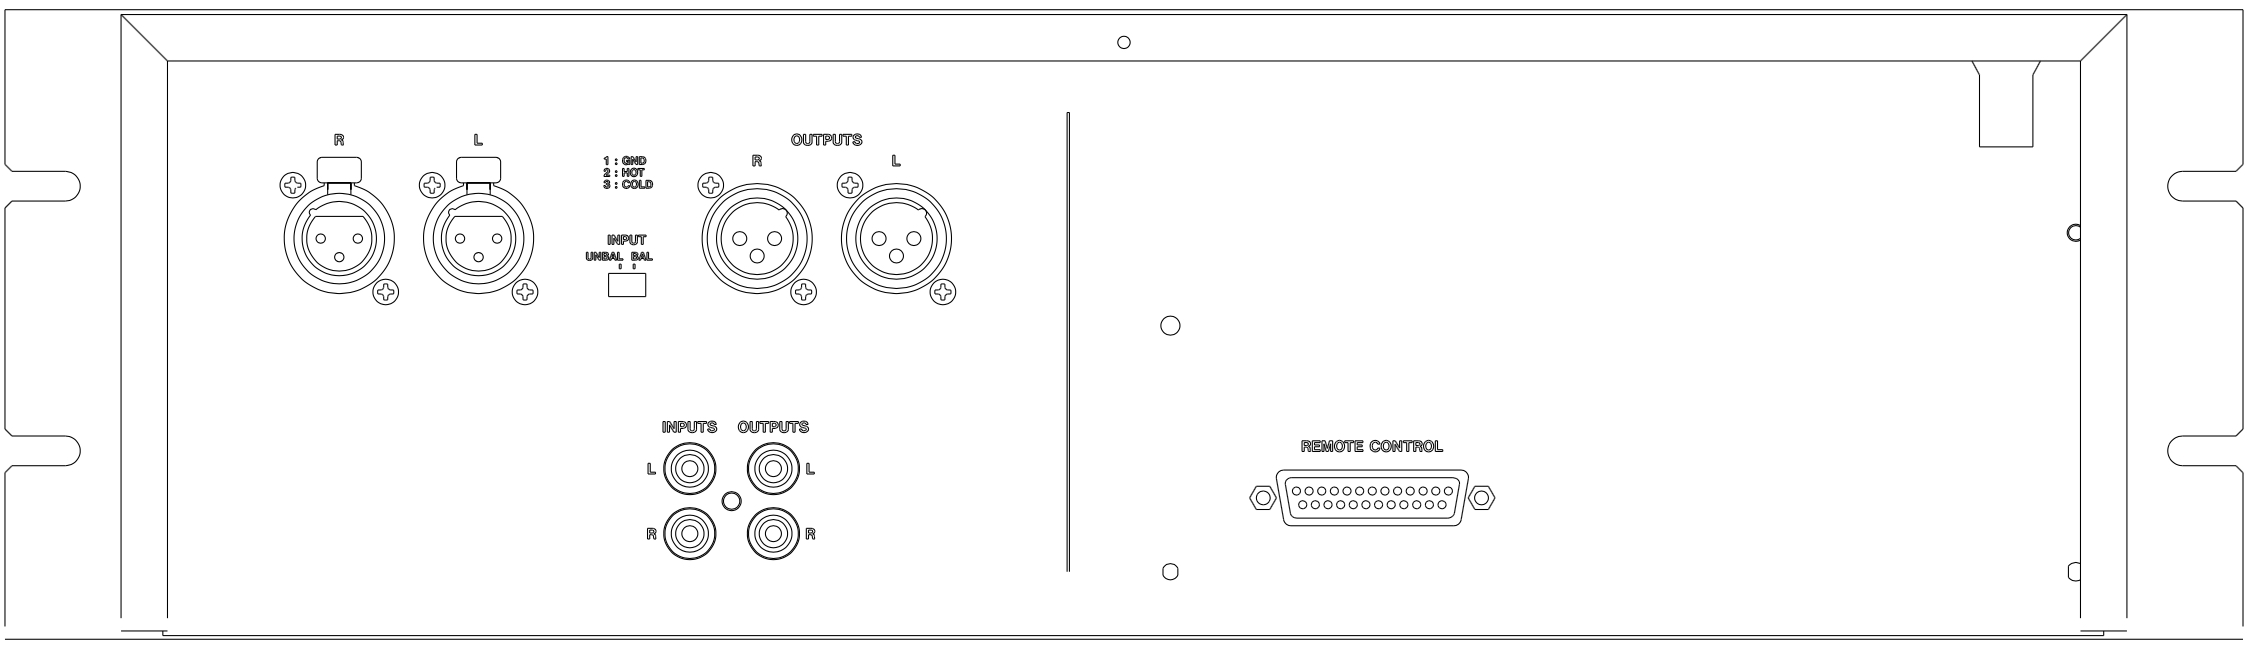 R L
OUTPUTS
R L
1 : GND
2 : HOT
3 : COLD
INPUT
UNBAL BAL
INPUTS OUTPUTS
L L
R R
REMOTE CONTROL